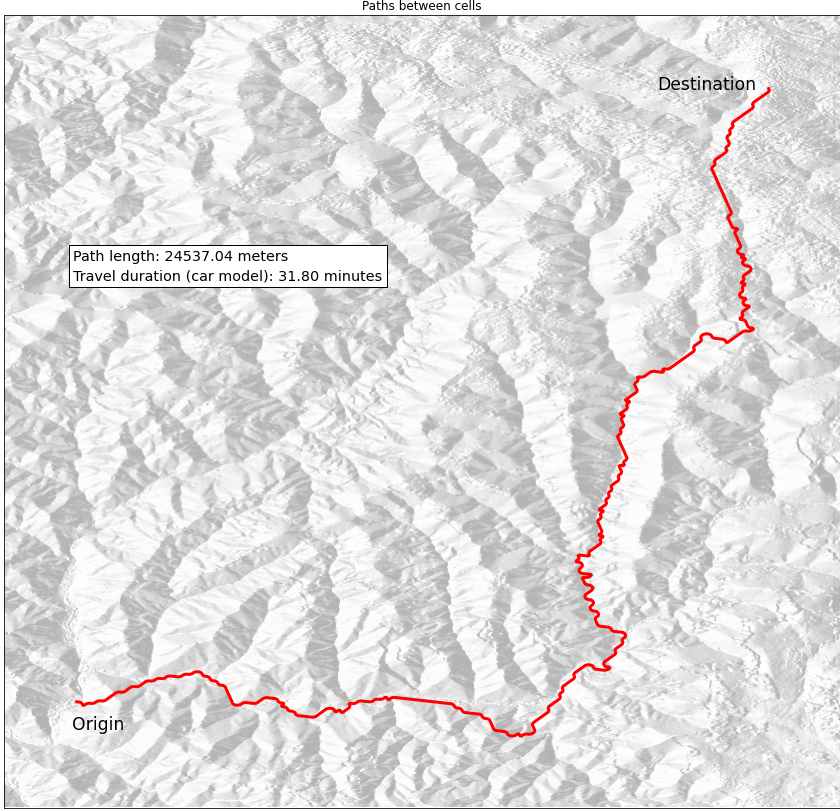 Paths between cells
Destination
Path length: 24537.04 meters
Travel duration (car model): 31.80 minutes
Origin